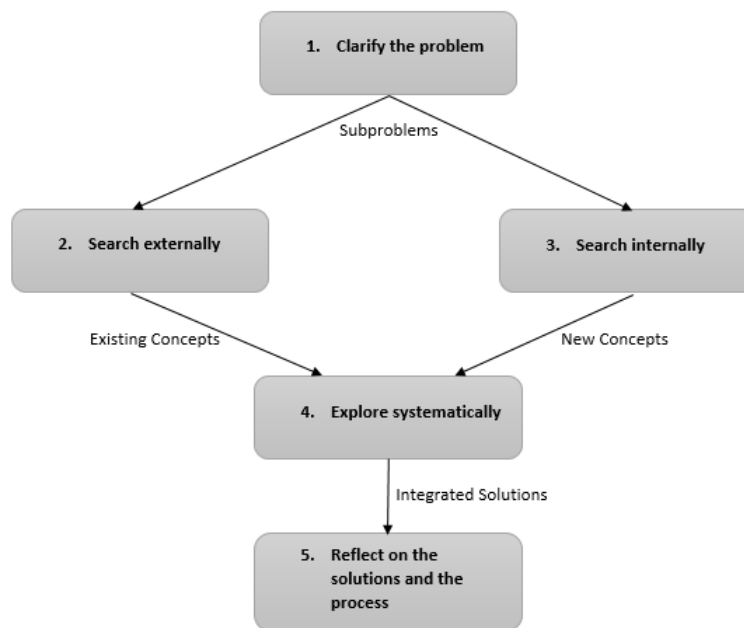 1. Clarify the problem
Subproblems
2. Search externally
3. Search internally
Existing Concepts
New Concepts
4. Explore systematically
Integrated Solutions
5. Reflect on the
solutions and the
process